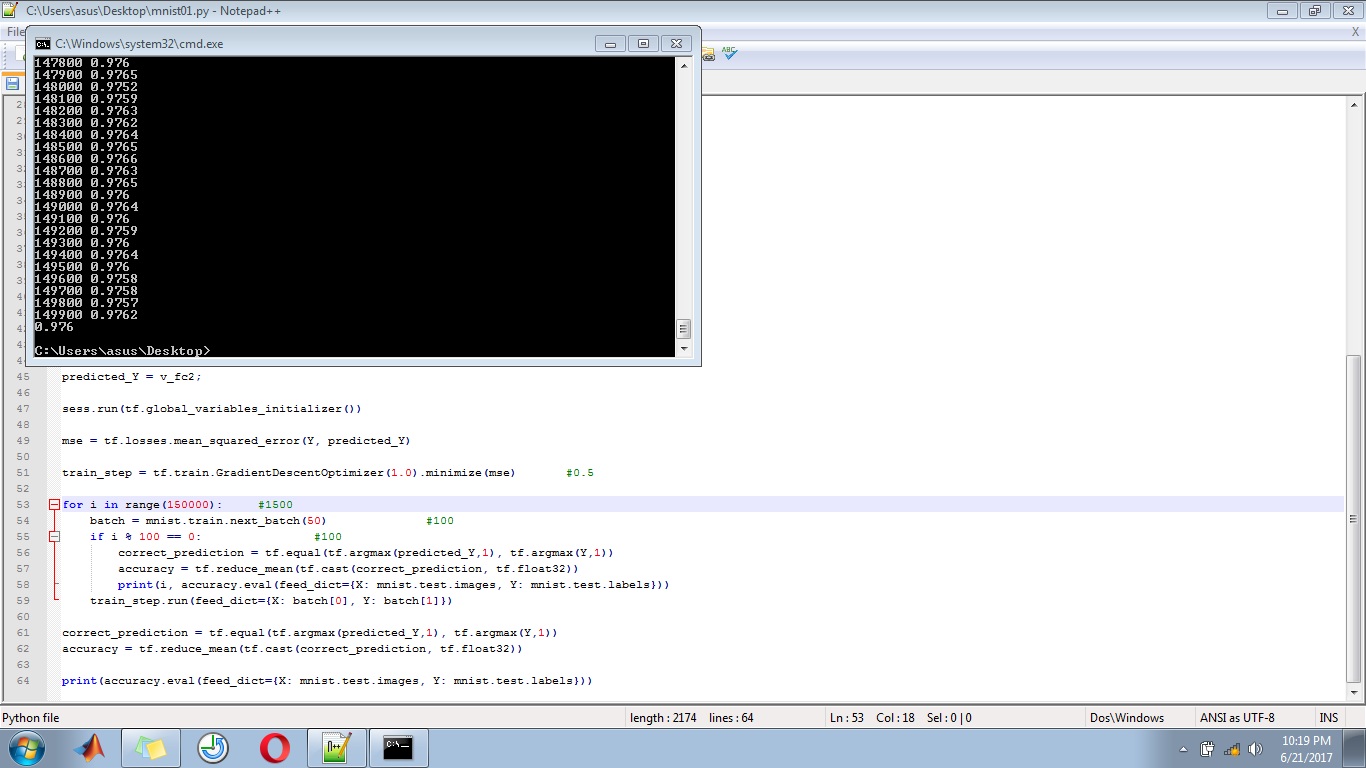 C:\Users\asus\Desktop\mnist01.py - Notepad++
File
X
C:\Windows\system32\cmd.exe
ABC
147800 0.976
147900 0.9765
148000 0.9752
148100 0.9759
148200 0.9763
148300 0.9762
148400 0.9764
148500 0.9765
148600 0.9766
148700 0.9763
148800 0.9765
148900 0.976
149000 0.9764
149100 0.976
149200 0.9759
149300 0.976
149400 0.9764
149500 0.976
149600 0.9758
149700 0.9758
149800 0.9757
149900 0.9762
0.976
C:\Users\asus\Desktop>
45 predicted_Y = v_fc2;
46
47 sess.run(tf.global_variables_initializer())
48
49 mse = tf.losses.mean_squared_error(Y, predicted_Y)
50
51 train_step = tf.train.GradientDescentOptimizer(1.0).minimize(mse) #0.5
52
53 for i in range(150000): #1500
54 batch = mnist.train.next_batch(50) #100
55 if i % 100 == 0: #100
56 correct_prediction = tf.equal(tf.argmax(predicted_Y,1), tf.argmax(Y,1))
57 accuracy = tf.reduce_mean(tf.cast(correct_prediction, tf.float32))
58 print(i, accuracy.eval(feed_dict={X: mnist.test.images, Y: mnist.test.labels}))
59 train_step.run(feed_dict={X: batch[0], Y: batch[1]})
60
61 correct_prediction = tf.equal(tf.argmax(predicted_Y,1), tf.argmax(Y,1))
62 accuracy = tf.reduce_mean(tf.cast(correct_prediction, tf.float32))
63
64 print(accuracy.eval(feed_dict={X: mnist.test.images, Y: mnist.test.labels}))
Python file length : 2174 lines : 64 Ln : 53 Col : 18 Sel : 0 | 0 Dos\Windows ANSI as UTF-8 INS
10:19 PM
6/21/2017